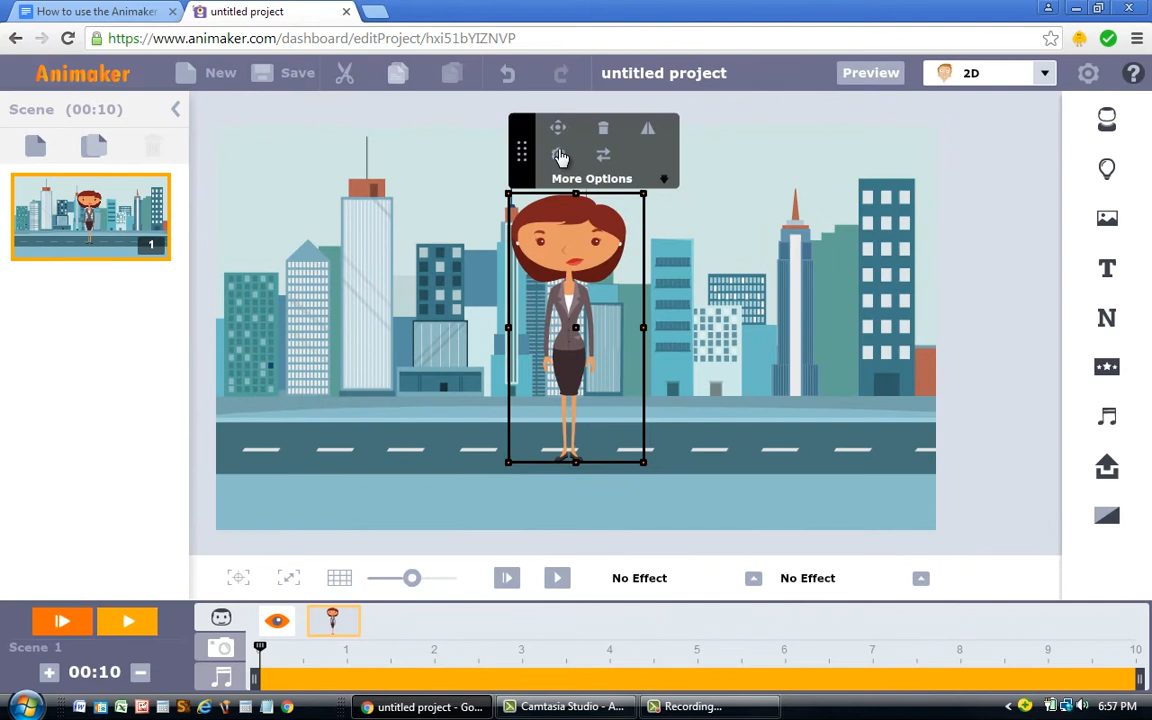 How to use the Animaker
untitled project
https://www.animaker.com/dashboard/editProject/hxi51bYIZNVP
Animaker
New
Save
untitled project
Preview
2D
?
Scene (00:10)
1
More Options
T
N
No Effect
No Effect
Scene 1
00:10
1 2 3 4 5 6 7 8 9 10
untitled project - Go...
Camtasia Studio - A...
Recording...
6:57 PM